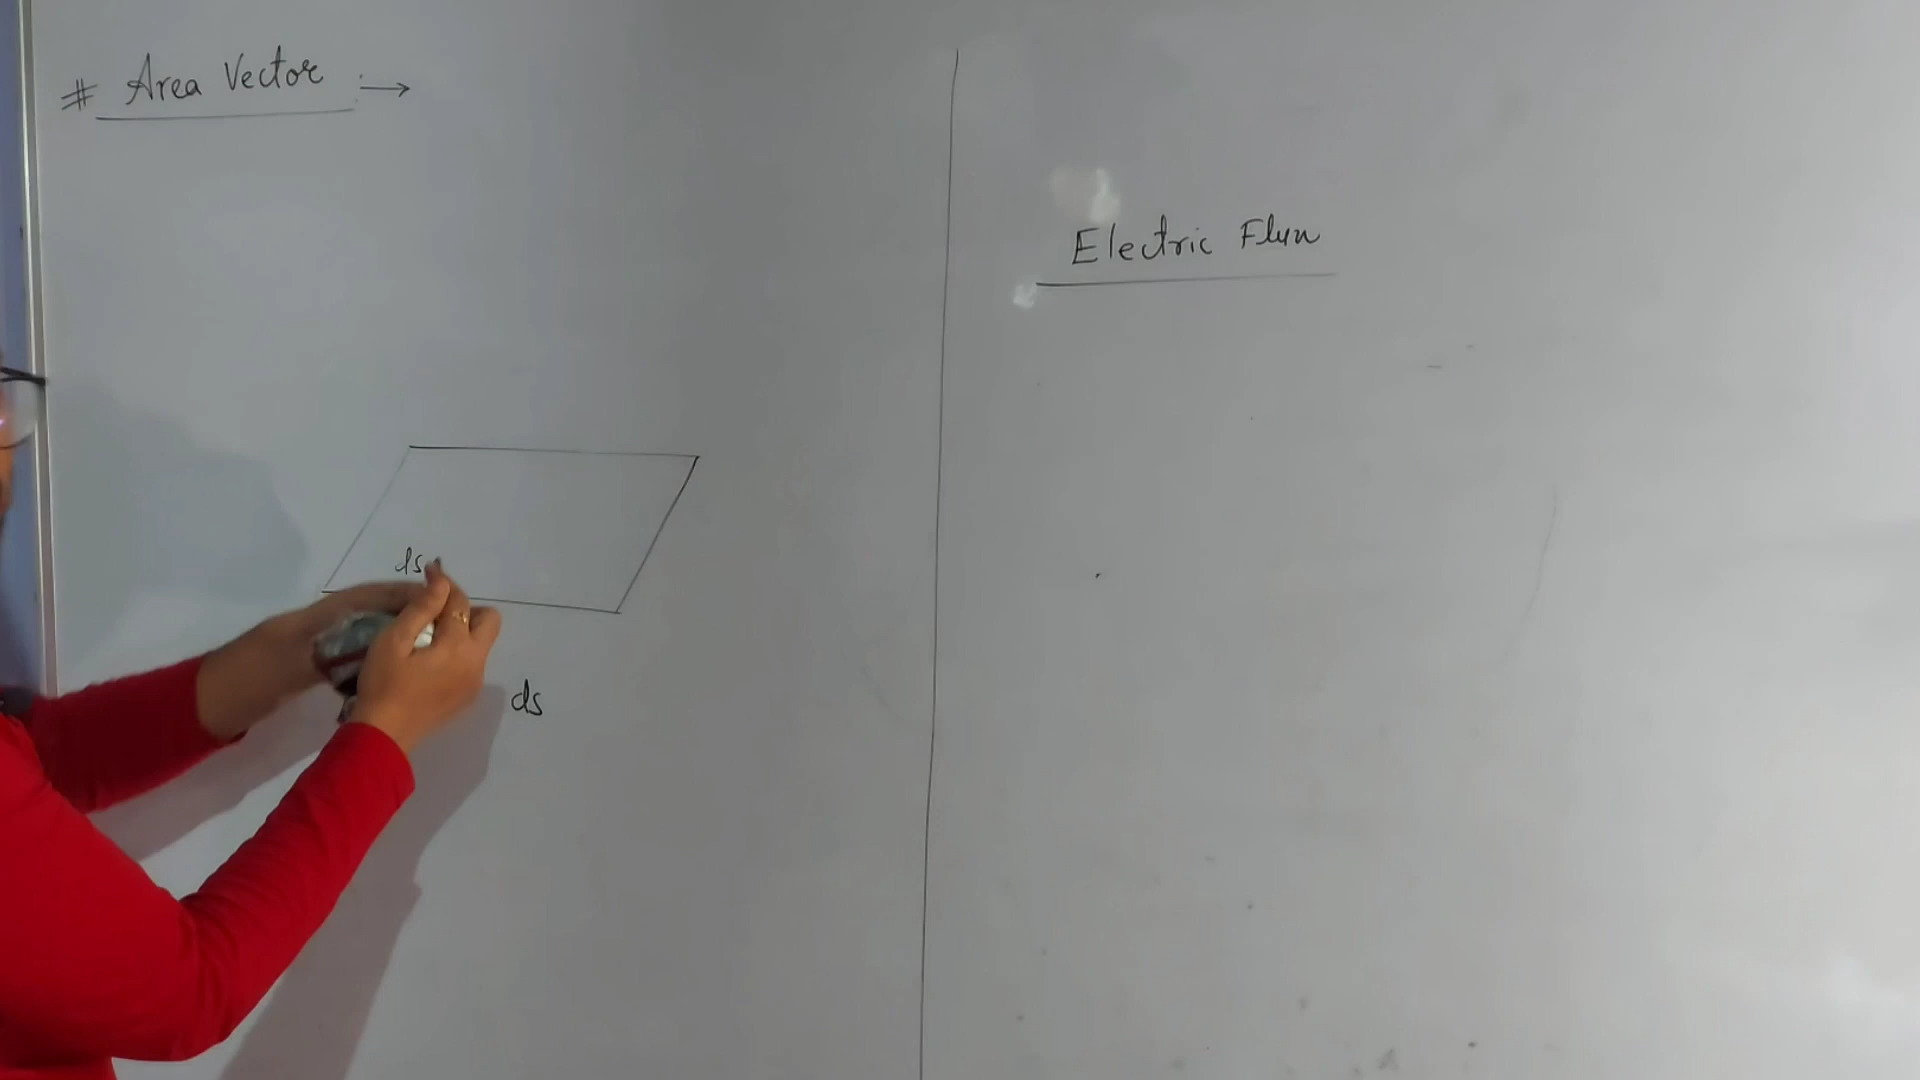 # Area Vector :→
Electric Flux
ds
ds